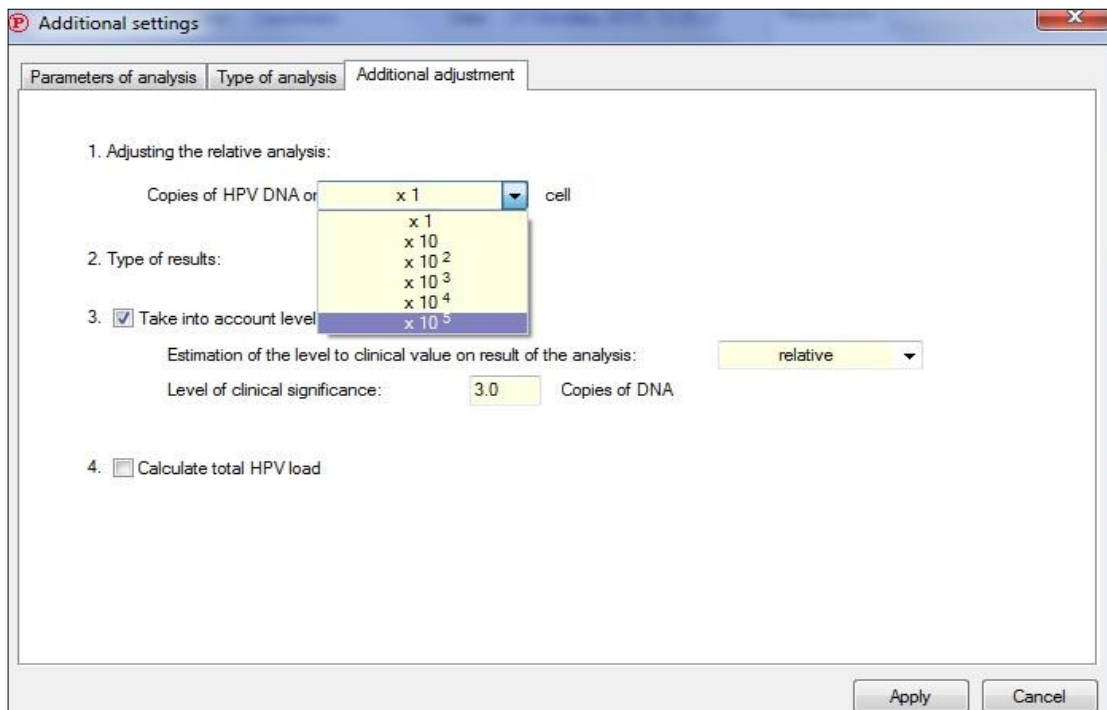 P Additional settings
X
Parameters of analysis Type of analysis Additional adjustment
1. Adjusting the relative analysis:
Copies of HPV DNA on x 1 cell
x 1
x 10
2. Type of results: x 10 2
x 10 3
x 10 4
3. Take into account level
x 10 5
Estimation of the level to clinical value on result of the analysis: relative
Level of clinical significance: 3.0 Copies of DNA
4. Calculate total HPV load
Apply Cancel